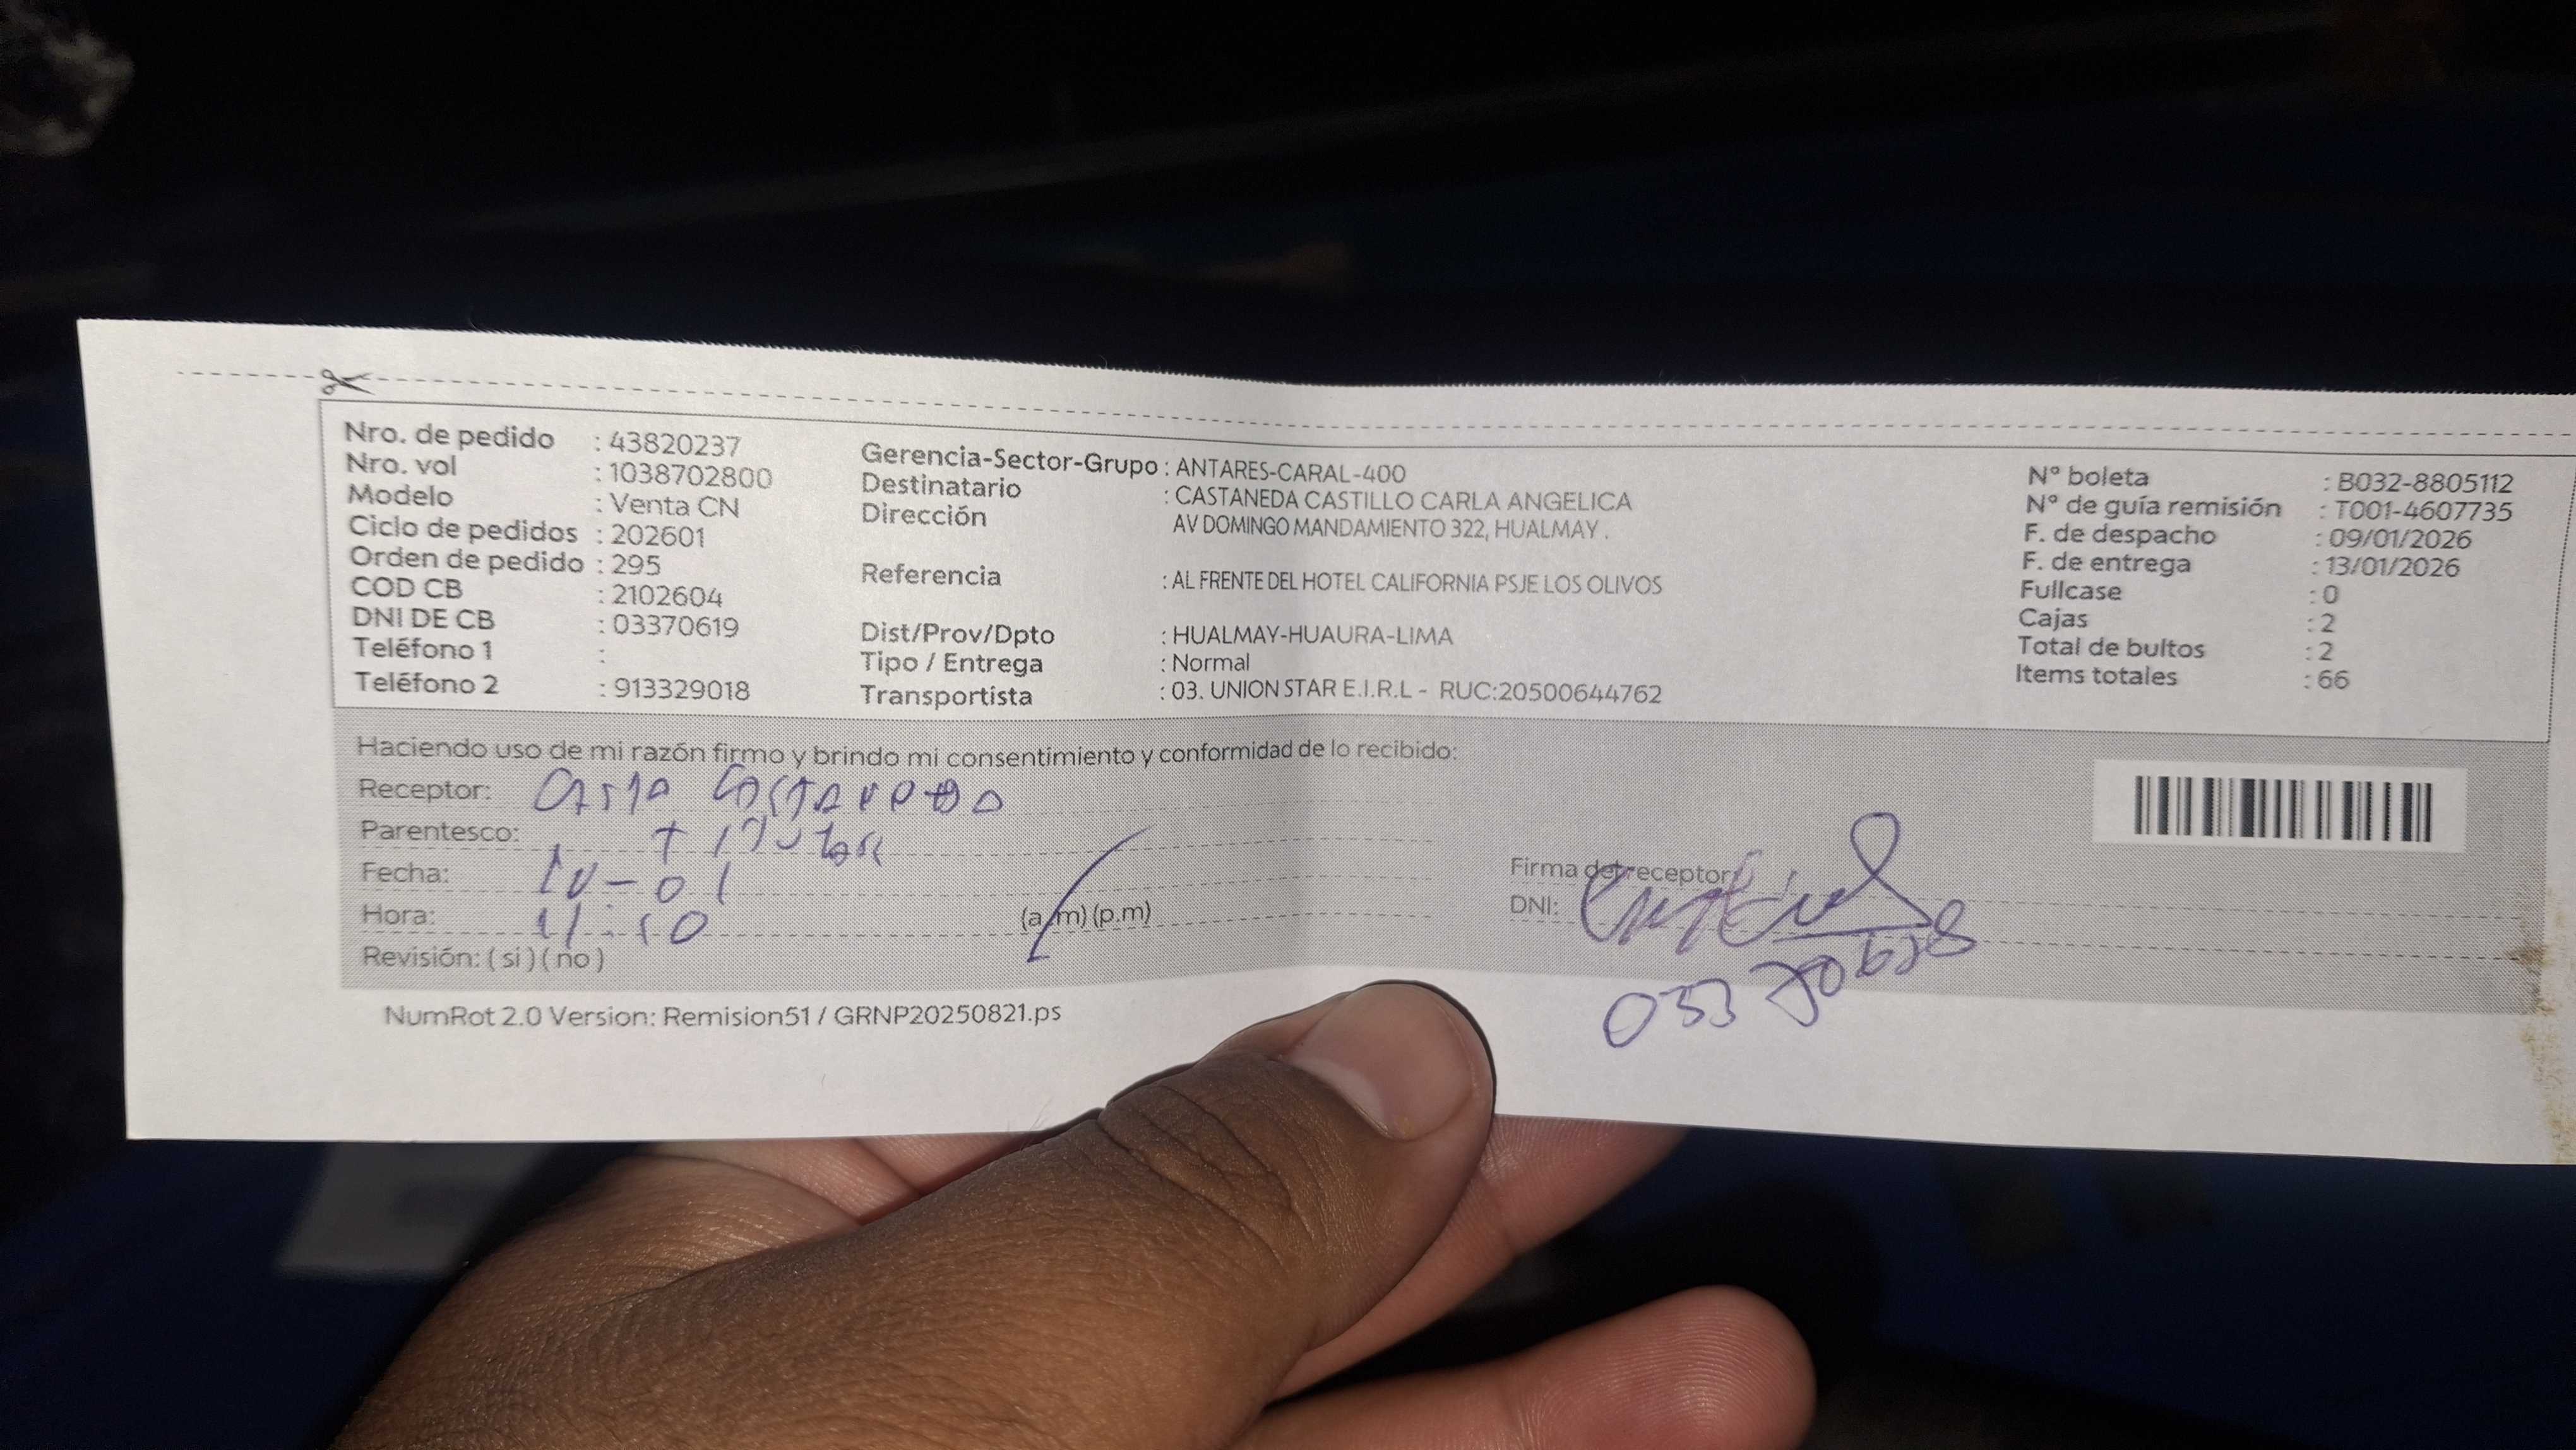 Nro. de pedido : 43820237
Nro. vol : 1038702800
Modelo : Venta CN
Ciclo de pedidos : 202601
Orden de pedido : 295
COD CB : 2102604
DNI DE CB : 03370619
Teléfono 1 :
Teléfono 2 : 913329018
Gerencia-Sector-Grupo : ANTARES-CARAL-400
Destinatario : CASTANEDA CASTILLO CARLA ANGELICA
Dirección AV DOMINGO MANDAMIENTO 322, HUALMAY .
Referencia : AL FRENTE DEL HOTEL CALIFORNIA PSJE LOS OLIVOS
Dist/Prov/Dpto : HUALMAY-HUAURA-LIMA
Tipo / Entrega : Normal
Transportista : 03. UNION STAR E.I.R.L - RUC:20500644762
N° boleta : B032-8805112
N° de guía remisión : T001-4607735
F. de despacho : 09/01/2026
F. de entrega : 13/01/2026
Fullcase : 0
Cajas : 2
Total de bultos : 2
Items totales : 66
Haciendo uso de mi razón firmo y brindo mi consentimiento y conformidad de lo recibido:
Receptor: Carla Castaneda
Parentesco:
Fecha:
Hora: (a.m) (p.m)
Revisión: ( si ) ( no )
Firma del receptor
DNI:
NumRot 2.0 Version: Remision51 / GRNP20250821.ps